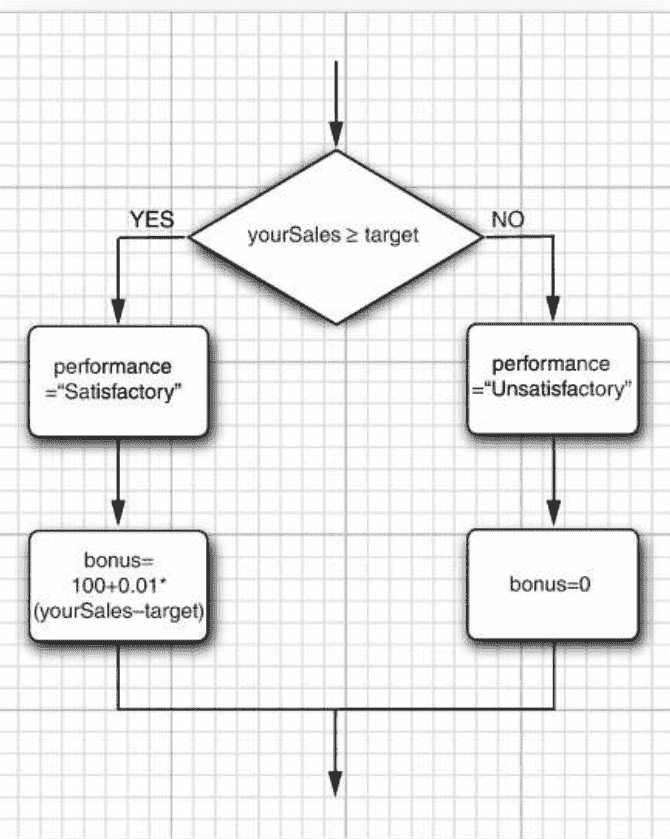 yourSales ≥ target
YES
NO
performance
="Satisfactory"
performance
="Unsatisfactory"
bonus=
100+0.01*
(yourSales–target)
bonus=0